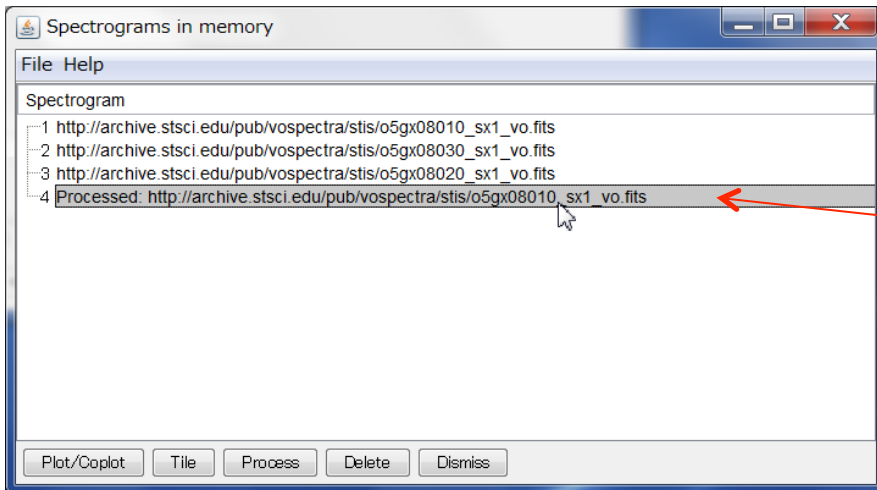 Spectrograms in memory
File Help
Spectrogram
1 http://archive.stsci.edu/pub/vospectra/stis/o5gx08010_sx1_vo.fits
2 http://archive.stsci.edu/pub/vospectra/stis/o5gx08030_sx1_vo.fits
3 http://archive.stsci.edu/pub/vospectra/stis/o5gx08020_sx1_vo.fits
4 Processed: http://archive.stsci.edu/pub/vospectra/stis/o5gx08010_sx1_vo.fits
Plot/Coplot Tile Process Delete Dismiss